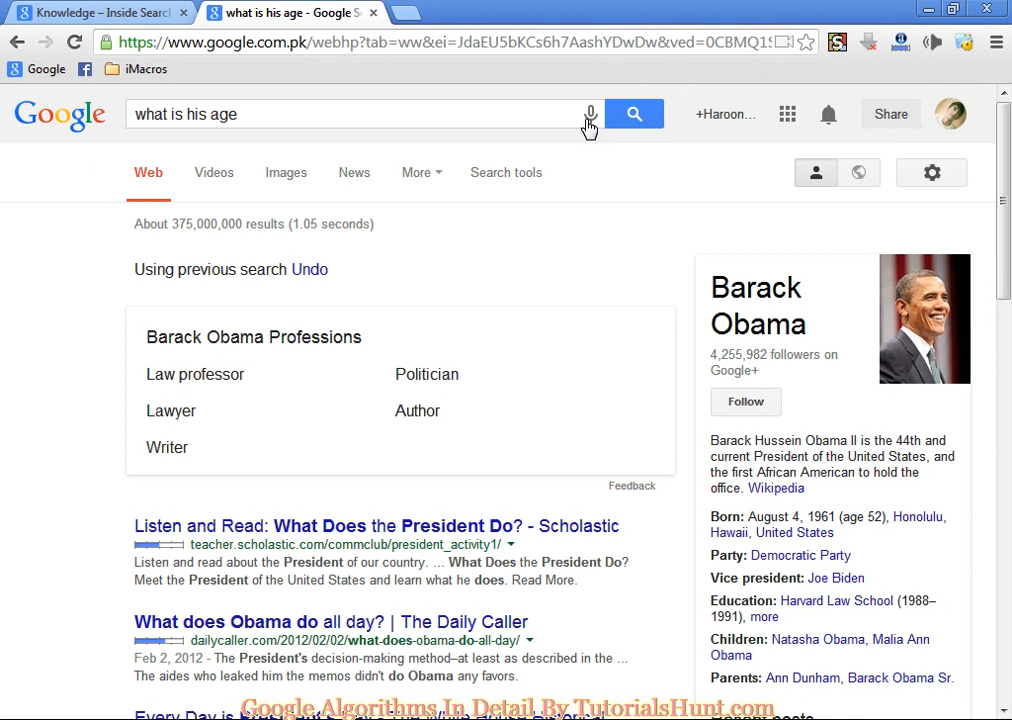 Knowledge – Inside Searc
what is his age - Google S
https://www.google.com.pk/webhp?tab=ww&ei=JdaEU5bKCs6h7AashYDwDw&ved=0CBMQ1S
Google
iMacros
Google
what is his age
+Haroon...
Share
Web
Videos
Images
News
More
Search tools
About 375,000,000 results (1.05 seconds)
Using previous search Undo
Barack Obama Professions
Law professor
Politician
Lawyer
Author
Writer
Feedback
Listen and Read: What Does the President Do? - Scholastic
teacher.scholastic.com/commclub/president_activity1/
Listen and read about the President of our country. ... What Does the President Do?
Meet the President of the United States and learn what he does. Read More.
What does Obama do all day? | The Daily Caller
dailycaller.com/2012/02/02/what-does-obama-do-all-day/
Feb 2, 2012 - The President's decision-making method–at least as described in the ...
The aides who leaked him the memos didn't do Obama any favors.
Barack
Obama
4,255,982 followers on
Google+
Follow
Barack Hussein Obama II is the 44th and
current President of the United States, and
the first African American to hold the
office. Wikipedia
Born: August 4, 1961 (age 52), Honolulu,
Hawaii, United States
Party: Democratic Party
Vice president: Joe Biden
Education: Harvard Law School (1988–
1991), more
Children: Natasha Obama, Malia Ann
Obama
Parents: Ann Dunham, Barack Obama Sr.
Google Algorithms In Detail By TutorialsHunt.com